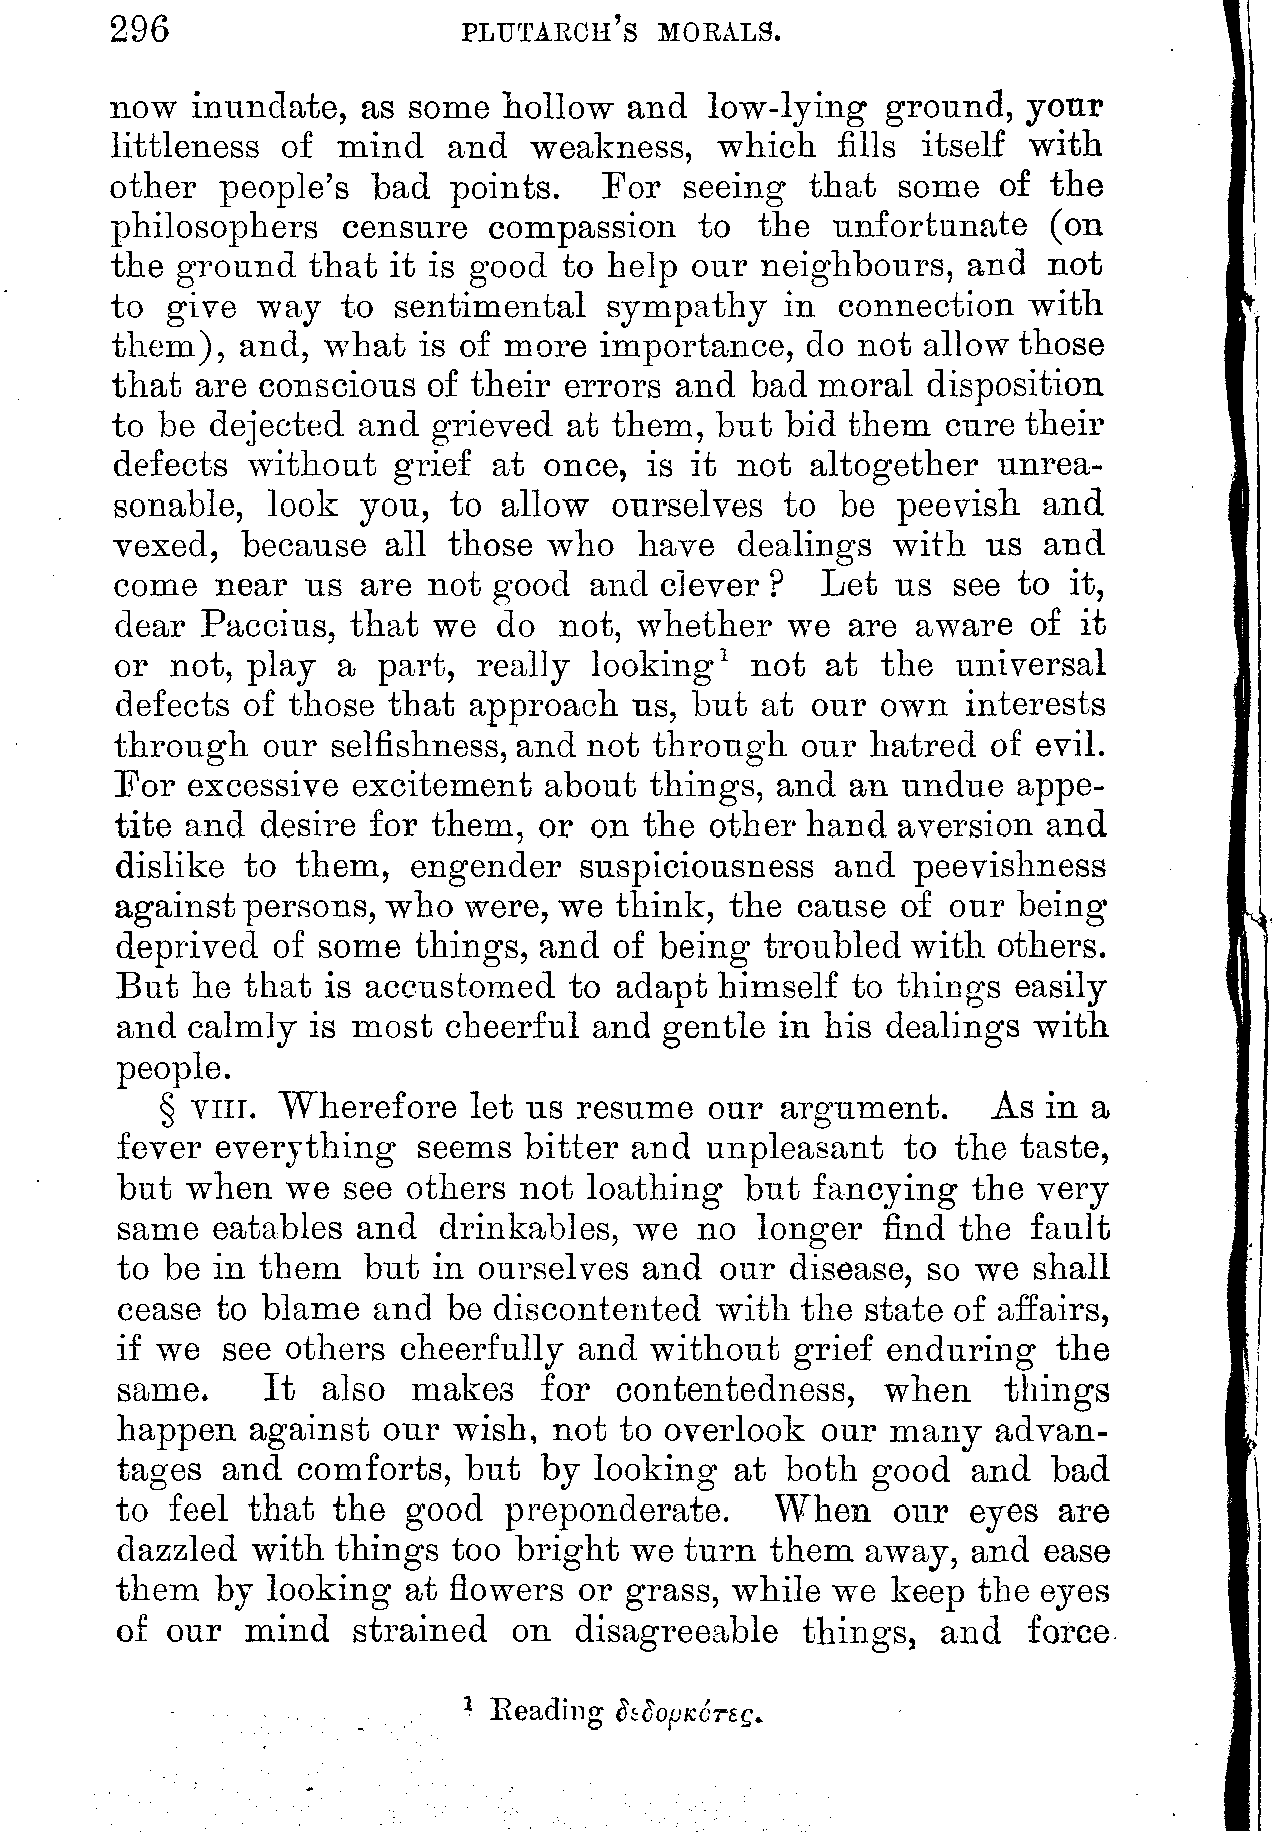 296 PLUTARCH'S MORALS.
now inundate, as some hollow and low-lying ground, your
littleness of mind and weakness, which fills itself with
other people's bad points. For seeing that some of the
philosophers censure compassion to the unfortunate (on
the ground that it is good to help our neighbours, and not
to give way to sentimental sympathy in connection with
them), and, what is of more importance, do not allow those
that are conscious of their errors and bad moral disposition
to be dejected and grieved at them, but bid them cure their
defects without grief at once, is it not altogether unrea-
sonable, look you, to allow ourselves to be peevish and
vexed, because all those who have dealings with us and
come near us are not good and clever? Let us see to it,
dear Paccius, that we do not, whether we are aware of it
or not, play a part, really looking¹ not at the universal
defects of those that approach us, but at our own interests
through our selfishness, and not through our hatred of evil.
For excessive excitement about things, and an undue appe-
tite and desire for them, or on the other hand aversion and
dislike to them, engender suspiciousness and peevishness
against persons, who were, we think, the cause of our being
deprived of some things, and of being troubled with others.
But he that is accustomed to adapt himself to things easily
and calmly is most cheerful and gentle in his dealings with
people.
§ VIII. Wherefore let us resume our argument. As in a
fever everything seems bitter and unpleasant to the taste,
but when we see others not loathing but fancying the very
same eatables and drinkables, we no longer find the fault
to be in them but in ourselves and our disease, so we shall
cease to blame and be discontented with the state of affairs,
if we see others cheerfully and without grief enduring the
same. It also makes for contentedness, when things
happen against our wish, not to overlook our many advan-
tages and comforts, but by looking at both good and bad
to feel that the good preponderate. When our eyes are
dazzled with things too bright we turn them away, and ease
them by looking at flowers or grass, while we keep the eyes
of our mind strained on disagreeable things, and force
¹ Reading δεδορκότες.